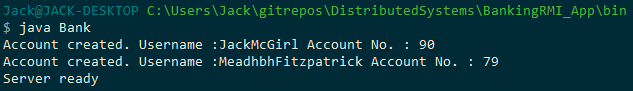 Jack@JACK-DESKTOP C:\Users\Jack\gitrepos\DistributedSystems\BankingRMI_App\bin
$ java Bank
Account created. Username :JackMcGirl Account No. : 90
Account created. Username :MeadhbhFitzpatrick Account No. : 79
Server ready